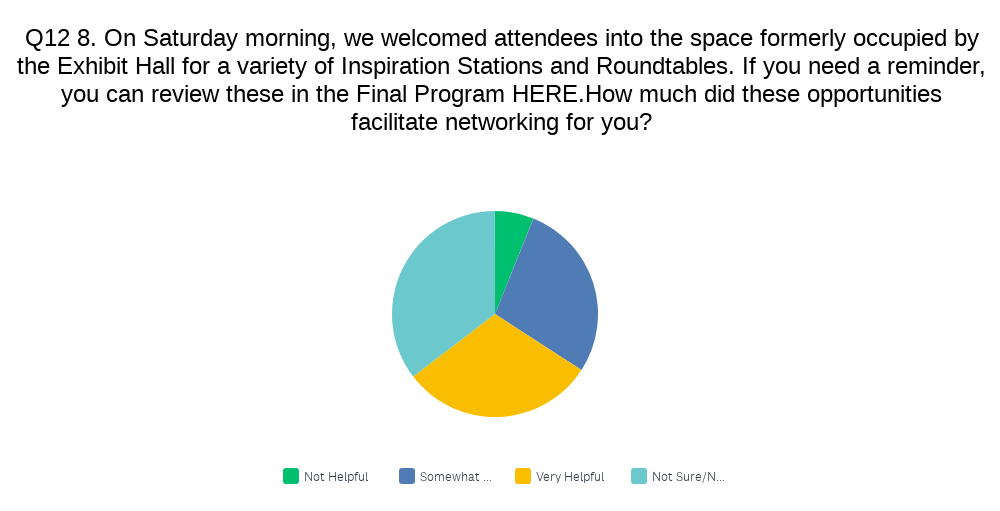 Q12 8. On Saturday morning, we welcomed attendees into the space formerly occupied by
the Exhibit Hall for a variety of Inspiration Stations and Roundtables. If you need a reminder,
you can review these in the Final Program HERE.How much did these opportunities
facilitate networking for you?
Not Helpful
Somewhat ...
Very Helpful
Not Sure/N...